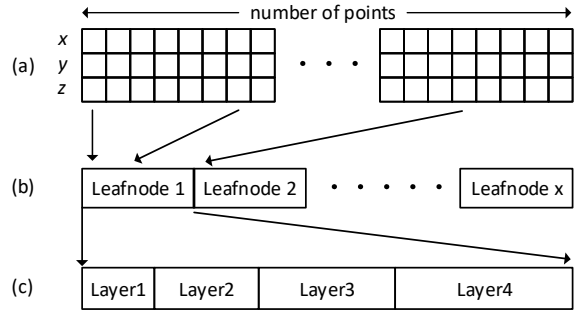 number of points
x
(a) y
z
(b) Leafnode 1 Leafnode 2 Leafnode x
(c) Layer1 Layer2 Layer3 Layer4